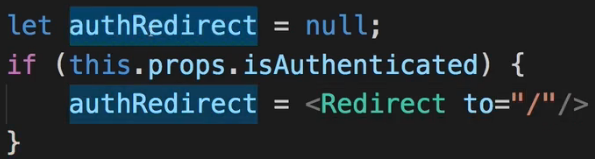 let authRedirect = null;
if (this.props.isAuthenticated) {
    authRedirect = <Redirect to="/"/>
}